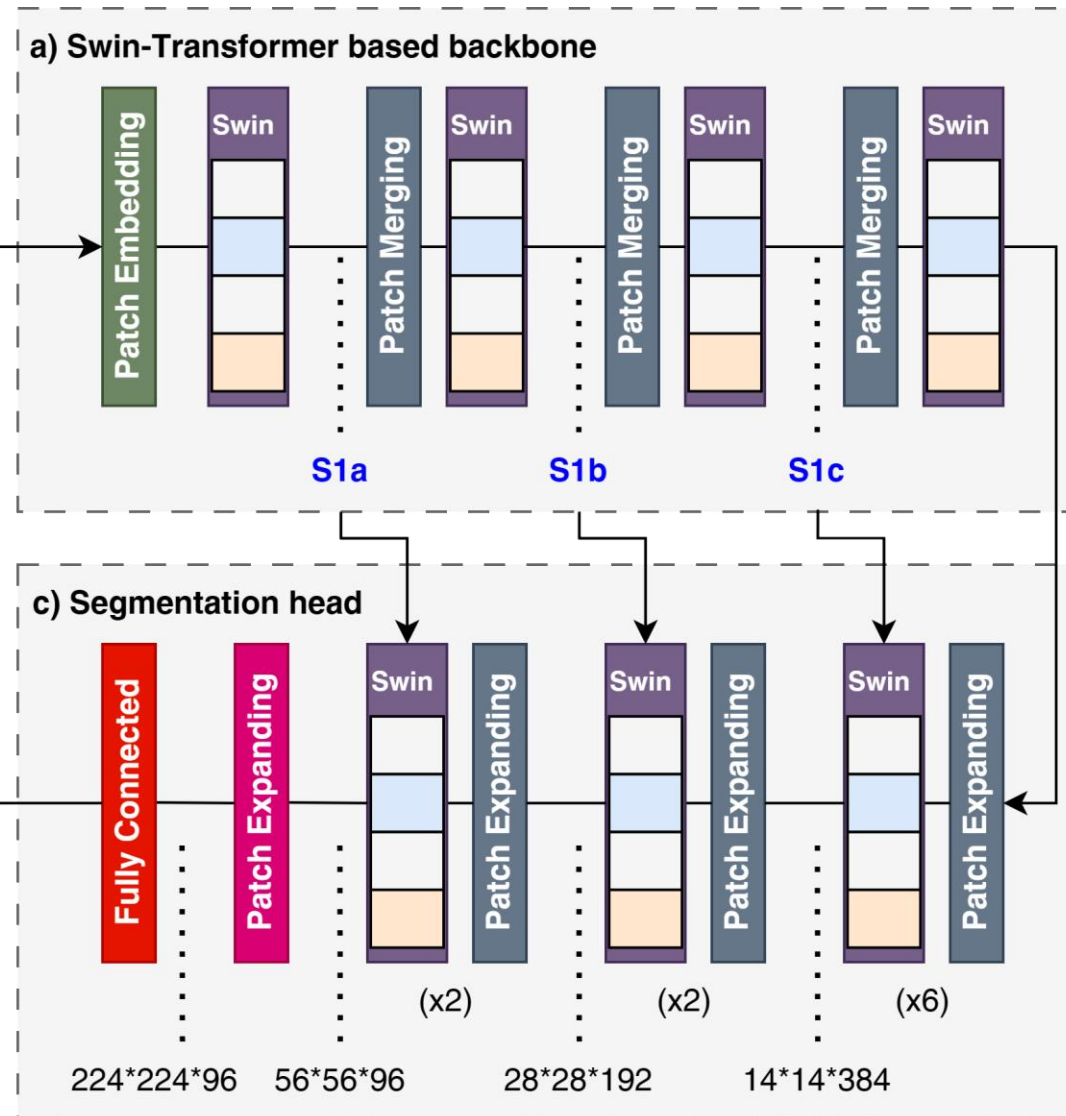 a) Swin-Transformer based backbone
Patch Embedding
Swin
Patch Merging
Swin
Patch Merging
Swin
Patch Merging
Swin
S1a
S1b
S1c
c) Segmentation head
Fully Connected
Patch Expanding
Swin
Patch Expanding
Swin
Patch Expanding
Swin
Patch Expanding
(x2)
(x2)
(x6)
224*224*96
56*56*96
28*28*192
14*14*384